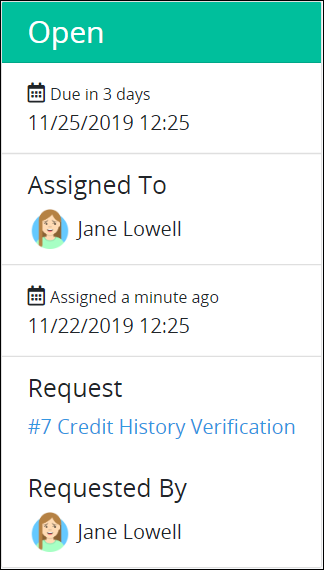 Open
Due in 3 days
11/25/2019 12:25
Assigned To
Jane Lowell
Assigned a minute ago
11/22/2019 12:25
Request
#7 Credit History Verification
Requested By
Jane Lowell